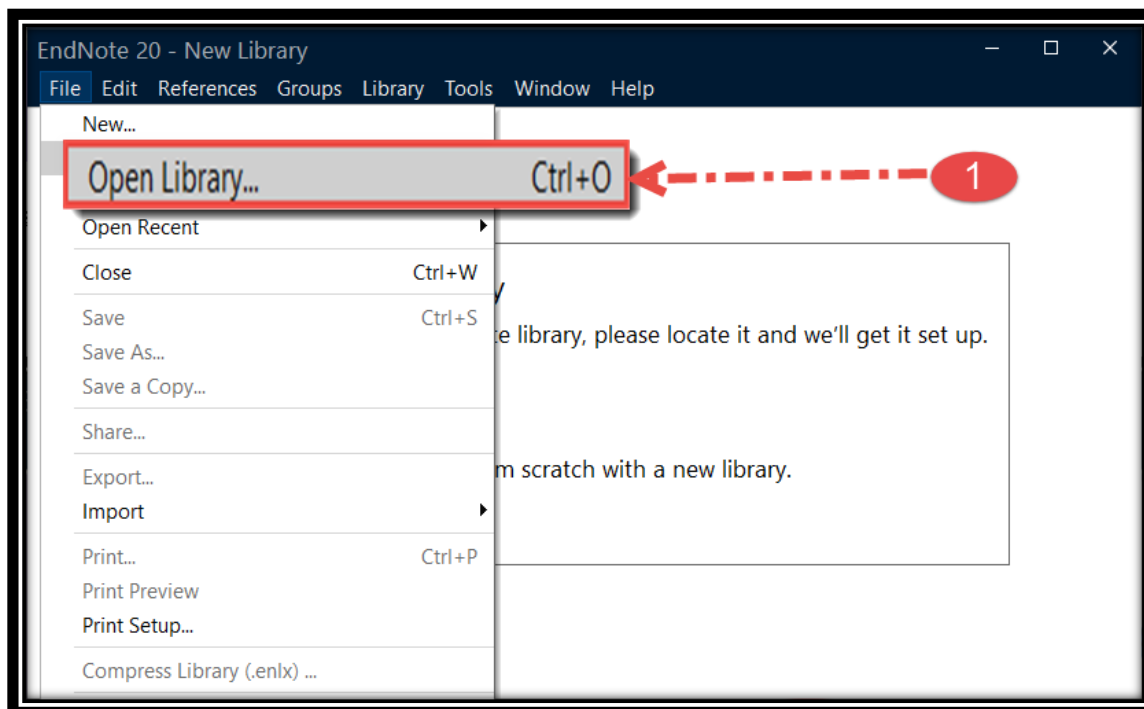 EndNote 20 - New Library
File Edit References Groups Library Tools Window Help
New...
Open Library... Ctrl+O
1
Open Recent
Close Ctrl+W
Save Ctrl+S
Save As...
Save a Copy...
Share...
Export...
Import
Print... Ctrl+P
Print Preview
Print Setup...
Compress Library (.enlx) ...
library, please locate it and we'll get it set up.
scratch with a new library.